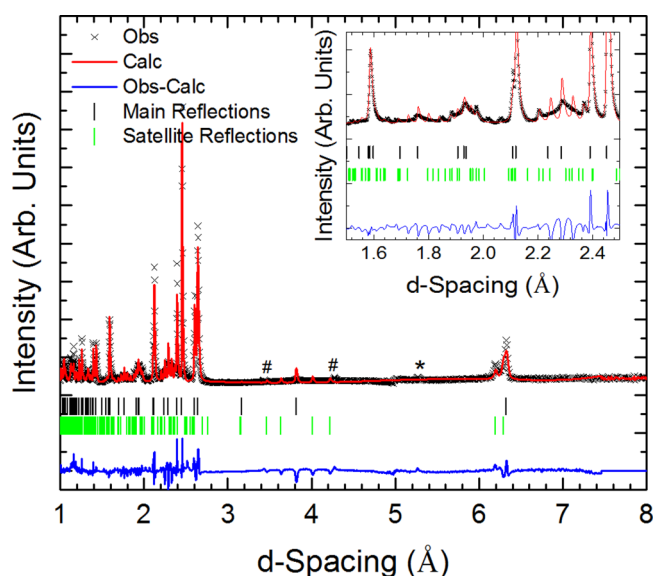 Obs
Calc
Obs-Calc
Main Reflections
Satellite Reflections
Intensity (Arb. Units)
Intensity (Arb. Units)
1.6 1.8 2.0 2.2 2.4
d-Spacing (Å)
# # *
1 2 3 4 5 6 7 8
d-Spacing (Å)